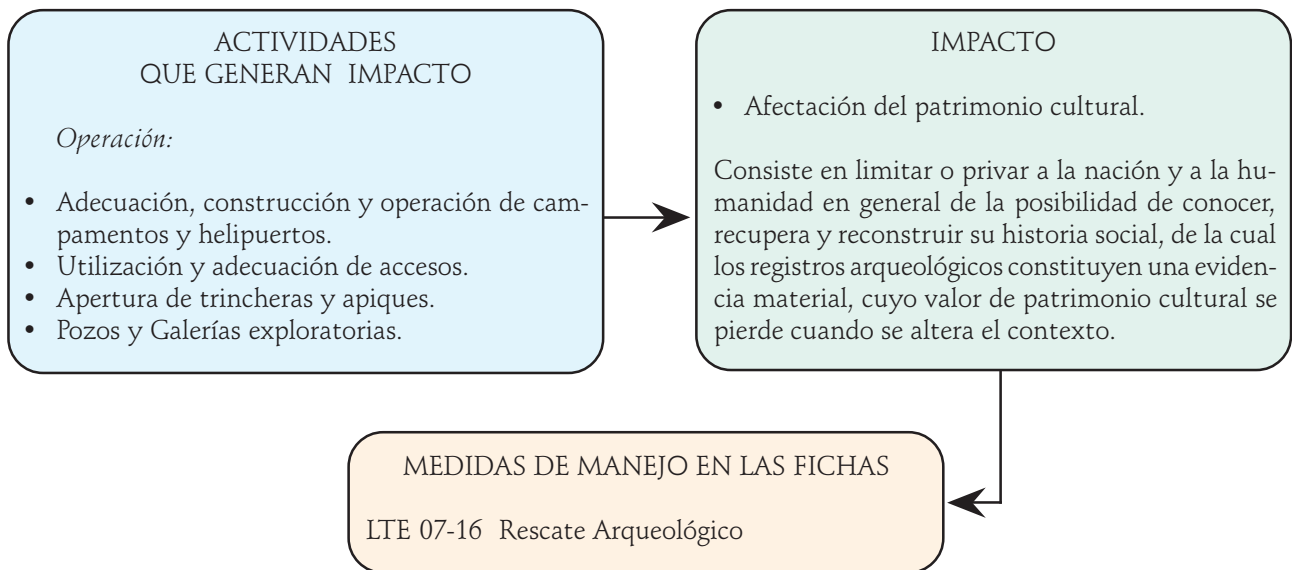 ACTIVIDADES
QUE GENERAN IMPACTO
Operación:
• Adecuación, construcción y operación de cam-
pamentos y helipuertos.
• Utilización y adecuación de accesos.
• Apertura de trincheras y apiques.
• Pozos y Galerías exploratorias.
IMPACTO
• Afectación del patrimonio cultural.
Consiste en limitar o privar a la nación y a la hu-
manidad en general de la posibilidad de conocer,
recupera y reconstruir su historia social, de la cual
los registros arqueológicos constituyen una eviden-
cia material, cuyo valor de patrimonio cultural se
pierde cuando se altera el contexto.
MEDIDAS DE MANEJO EN LAS FICHAS
LTE 07-16 Rescate Arqueológico